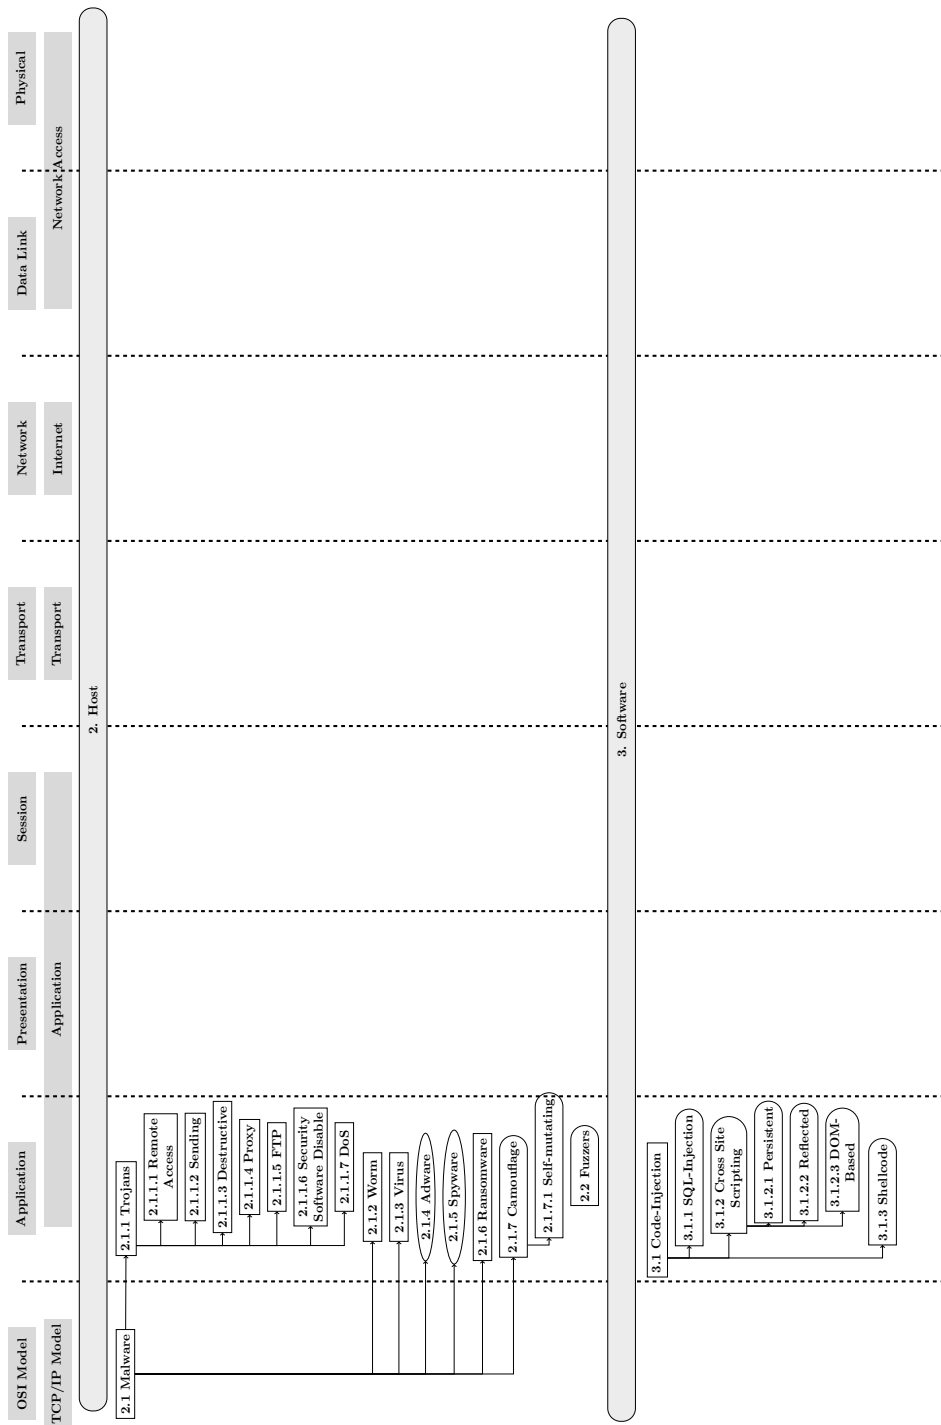 OSI Model
Application
Presentation
Session
Transport
Network
Data Link
Physical
TCP/IP Model
Application
Transport
Internet
Network Access
2. Host
2.1 Malware
2.1.1 Trojans
2.1.1.1 Remote
Access
2.1.1.2 Sending
2.1.1.3 Destructive
2.1.1.4 Proxy
2.1.1.5 FTP
2.1.1.6 Security
Software Disable
2.1.1.7 DoS
2.1.2 Worm
2.1.3 Virus
2.1.4 Adware
2.1.5 Spyware
2.1.6 Ransomware
2.1.7 Camouflage
2.1.7.1 Self-mutating
2.2 Fuzzers
3. Software
3.1 Code-Injection
3.1.1 SQL-Injection
3.1.2 Cross Site
Scripting
3.1.2.1 Persistent
3.1.2.2 Reflected
3.1.2.3 DOM-
Based
3.1.3 Shellcode